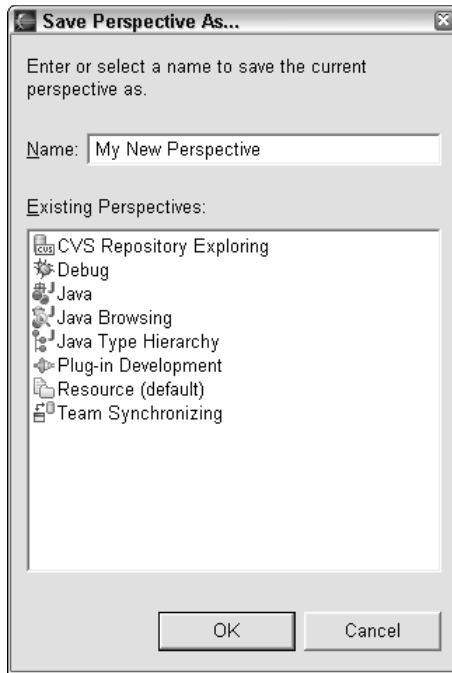 Save Perspective As...
Enter or select a name to save the current
perspective as.
Name: My New Perspective
Existing Perspectives:
CVS Repository Exploring
Debug
Java
Java Browsing
Java Type Hierarchy
Plug-in Development
Resource (default)
Team Synchronizing
OK Cancel